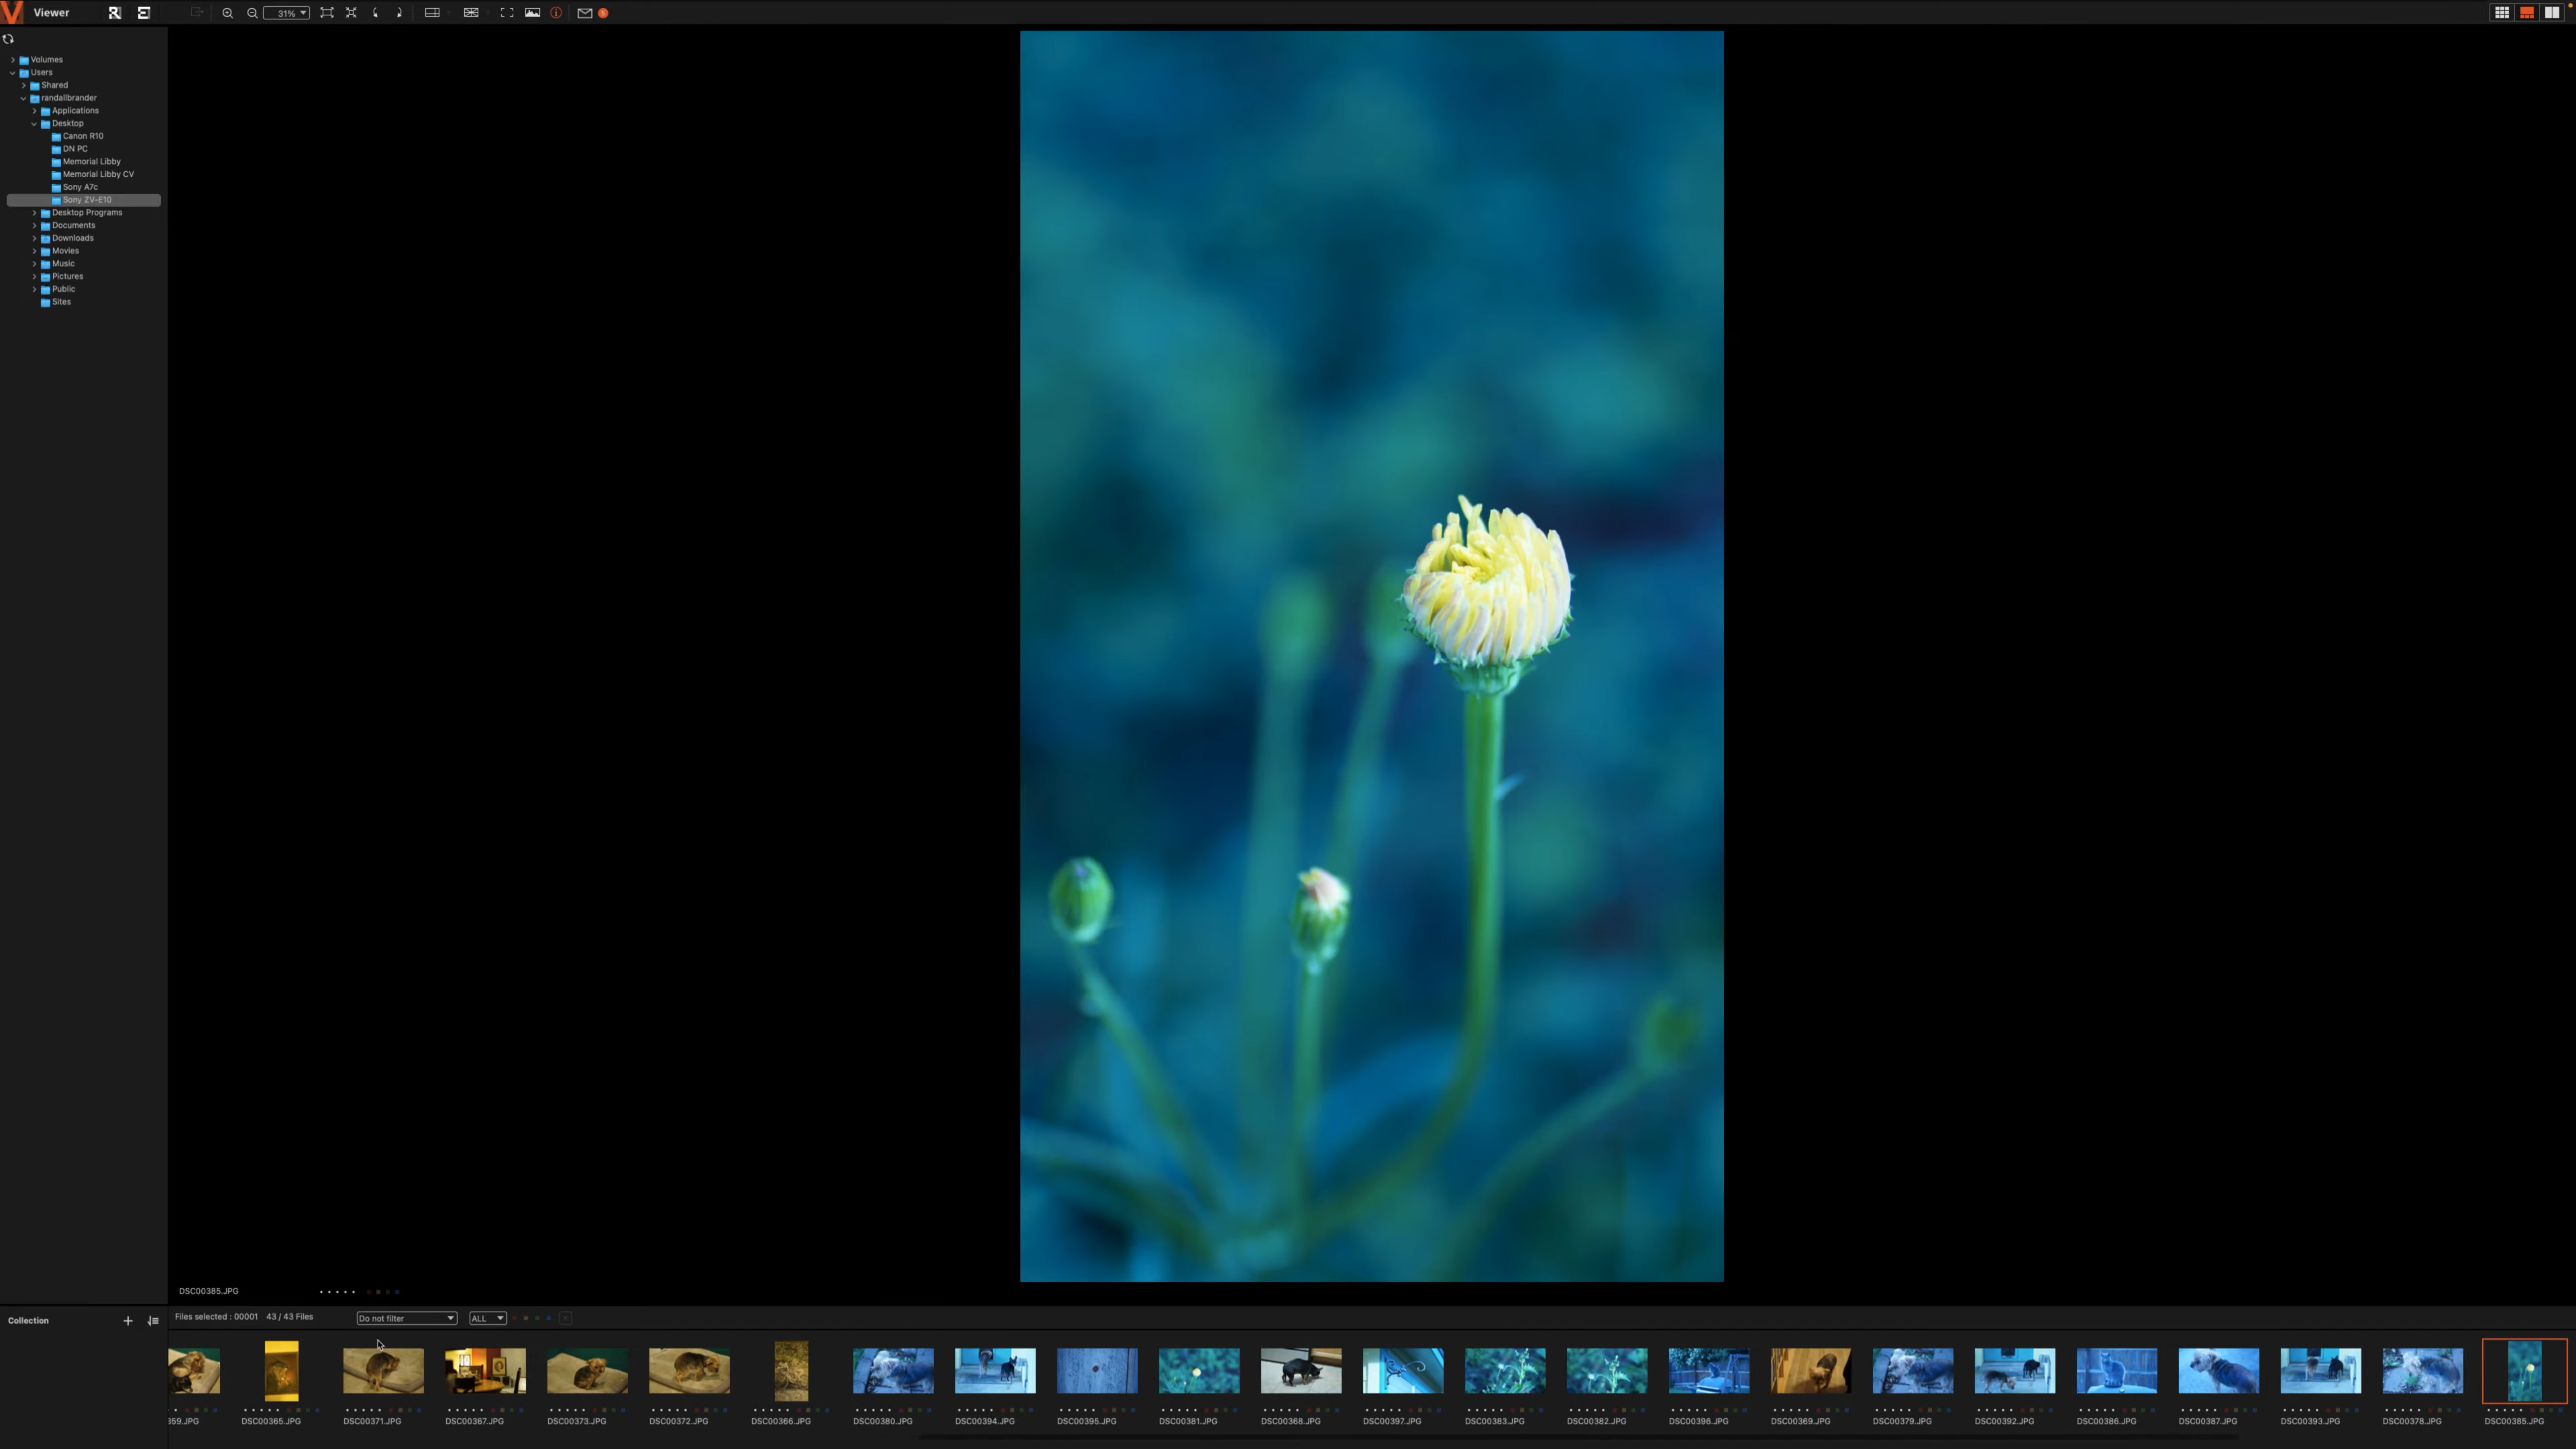 Viewer
31%
Volumes
Users
Shared
randallbrander
Applications
Desktop
Canon R10
DN PC
Memorial Libby
Memorial Libby CV
Sony A7c
Sony ZV-E10
Desktop Programs
Documents
Downloads
Movies
Music
Pictures
Public
Sites
DSC00385.JPG
Collection
Files selected : 00001 43 / 43 Files
Do not filter
ALL
359.JPG
DSC00365.JPG
DSC00371.JPG
DSC00367.JPG
DSC00373.JPG
DSC00372.JPG
DSC00366.JPG
DSC00380.JPG
DSC00394.JPG
DSC00395.JPG
DSC00381.JPG
DSC00368.JPG
DSC00397.JPG
DSC00383.JPG
DSC00382.JPG
DSC00396.JPG
DSC00369.JPG
DSC00379.JPG
DSC00392.JPG
DSC00386.JPG
DSC00387.JPG
DSC00393.JPG
DSC00378.JPG
DSC00385.JPG